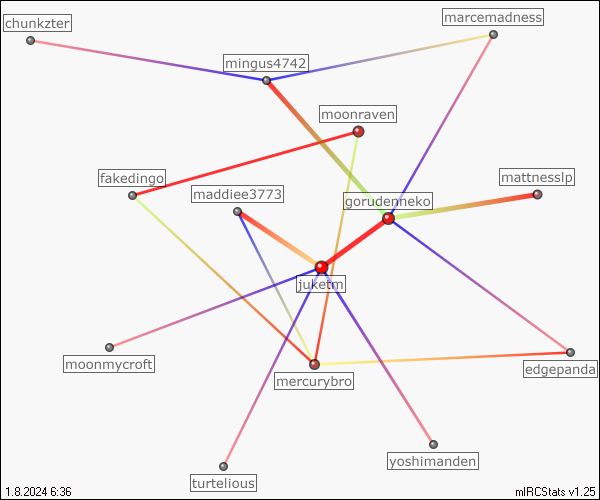 chunkzter
marcemadness
mingus4742
moonraven
fakedingo
mattnesslp
maddiee3773
gorudenneko
juketm
moonmycroft
edgepanda
mercurybro
yoshimanden
turtelious
1.8.2024 6:36
mIRCStats v1.25